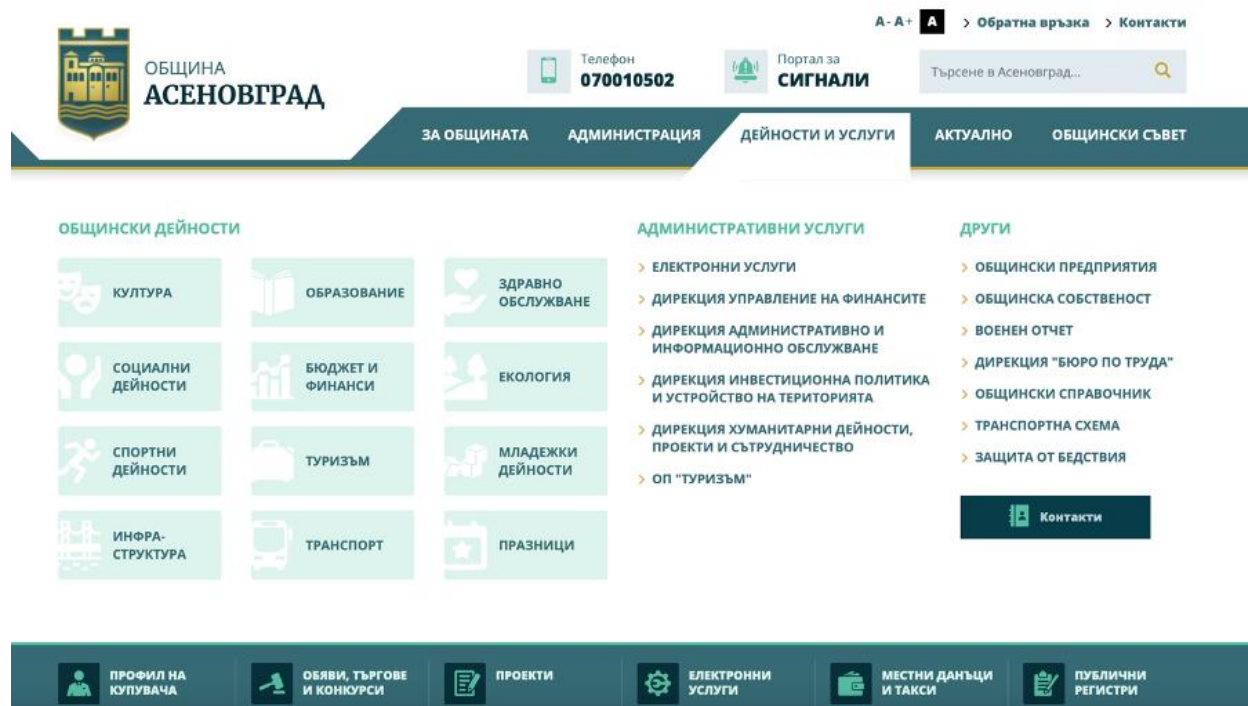 A- A+ A > Обратна връзка > Контакти
ОБЩИНА
АСЕНОВГРАД
Телефон
070010502
Портал за
СИГНАЛИ
Търсене в Асеновград...
ЗА ОБЩИНАТА
АДМИНИСТРАЦИЯ
ДЕЙНОСТИ И УСЛУГИ
АКТУАЛНО
ОБЩИНСКИ СЪВЕТ
ОБЩИНСКИ ДЕЙНОСТИ
КУЛТУРА
ОБРАЗОВАНИЕ
ЗДРАВНО
ОБСЛУЖВАНЕ
СОЦИАЛНИ
ДЕЙНОСТИ
БЮДЖЕТ И
ФИНАНСИ
ЕКОЛОГИЯ
СПОРТНИ
ДЕЙНОСТИ
ТУРИЗЪМ
МЛАДЕЖКИ
ДЕЙНОСТИ
ИНФРА-
СТРУКТУРА
ТРАНСПОРТ
ПРАЗНИЦИ
АДМИНИСТРАТИВНИ УСЛУГИ
> ЕЛЕКТРОННИ УСЛУГИ
> ДИРЕКЦИЯ УПРАВЛЕНИЕ НА ФИНАНСИТЕ
> ДИРЕКЦИЯ АДМИНИСТРАТИВНО И
ИНФОРМАЦИОННО ОБСЛУЖВАНЕ
> ДИРЕКЦИЯ ИНВЕСТИЦИОННА ПОЛИТИКА
И УСТРОЙСТВО НА ТЕРИТОРИЯТА
> ДИРЕКЦИЯ ХУМАНИТАРНИ ДЕЙНОСТИ,
ПРОЕКТИ И СЪТРУДНИЧЕСТВО
> ОП "ТУРИЗЪМ"
ДРУГИ
> ОБЩИНСКИ ПРЕДПРИЯТИЯ
> ОБЩИНСКА СОБСТВЕНОСТ
> ВОЕНЕН ОТЧЕТ
> ДИРЕКЦИЯ "БЮРО ПО ТРУДА"
> ОБЩИНСКИ СПРАВОЧНИК
> ТРАНСПОРТНА СХЕМА
> ЗАЩИТА ОТ БЕДСТВИЯ
Контакти
ПРОФИЛ НА
КУПУВАЧА
ОБЯВИ, ТЪРГОВЕ
И КОНКУРСИ
ПРОЕКТИ
ЕЛЕКТРОННИ
УСЛУГИ
МЕСТНИ ДАНЪЦИ
И ТАКСИ
ПУБЛИЧНИ
РЕГИСТРИ